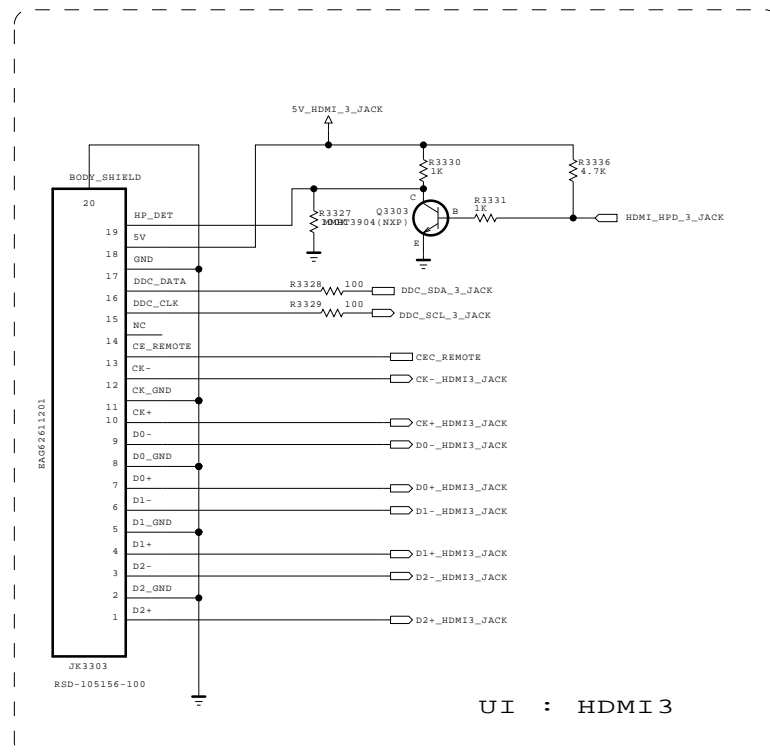 5V_HDMI_3_JACK
BODY_SHIELD
20
R3330
1K
R3336
4.7K
R3331
1K
C
Q3303
B
MMBT3904(NXP)
E
R3327
HDMI_HPD_3_JACK
HP_DET
19
5V
18
GND
17
DDC_DATA
R3328 100
DDC_SDA_3_JACK
16
DDC_CLK
R3329 100
DDC_SCL_3_JACK
15
NC
14
CE_REMOTE
CEC_REMOTE
13
CK-
CK-_HDMI3_JACK
12
CK_GND
11
CK+
CK+_HDMI3_JACK
10
D0-
D0-_HDMI3_JACK
9
D0_GND
8
D0+
D0+_HDMI3_JACK
7
D1-
D1-_HDMI3_JACK
6
D1_GND
5
D1+
D1+_HDMI3_JACK
4
D2-
D2-_HDMI3_JACK
3
D2_GND
2
D2+
D2+_HDMI3_JACK
1
EAG62611201
JK3303
RSD-105156-100
UI : HDMI3